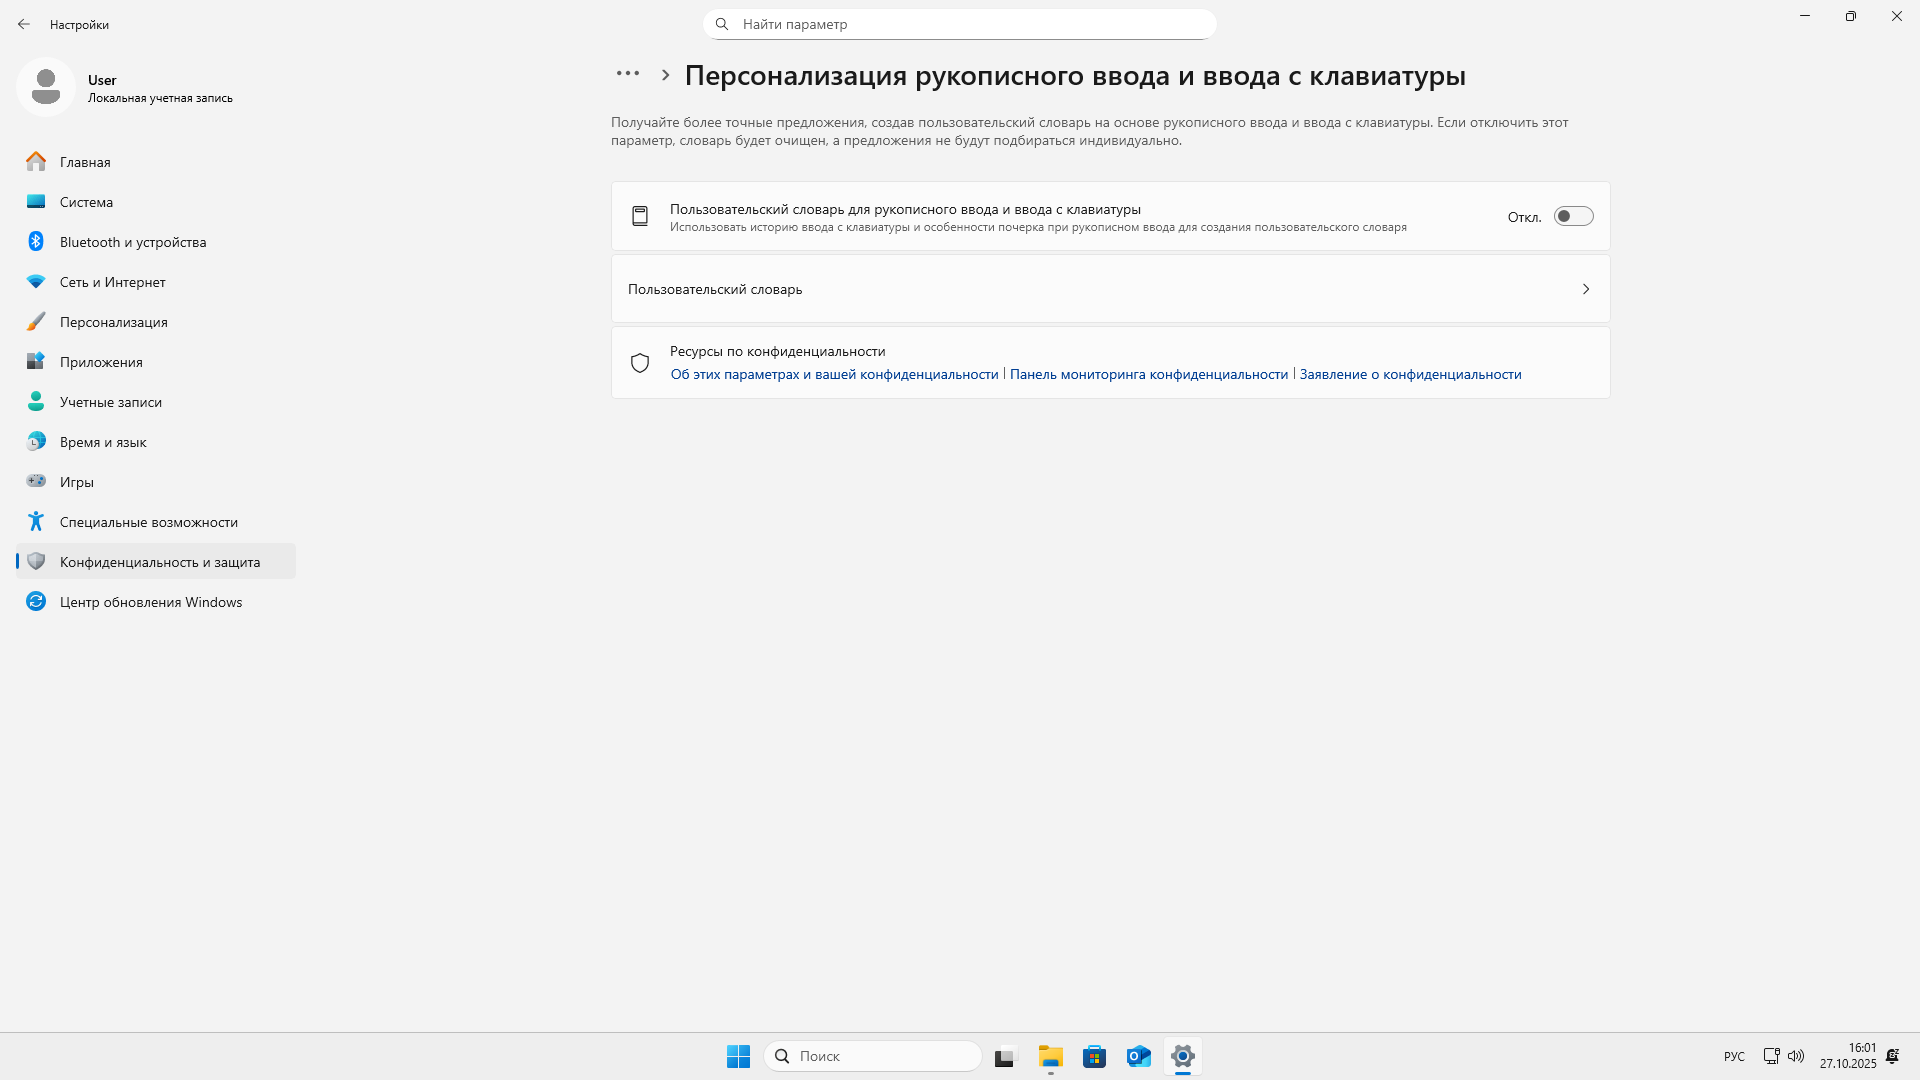 Настройки
Найти параметр
User
Локальная учетная запись
Главная
Система
Bluetooth и устройства
Сеть и Интернет
Персонализация
Приложения
Учетные записи
Время и язык
Игры
Специальные возможности
Конфиденциальность и защита
Центр обновления Windows
Персонализация рукописного ввода и ввода с клавиатуры
Получайте более точные предложения, создав пользовательский словарь на основе рукописного ввода и ввода с клавиатуры. Если отключить этот
параметр, словарь будет очищен, а предложения не будут подбираться индивидуально.
Пользовательский словарь для рукописного ввода и ввода с клавиатуры
Использовать историю ввода с клавиатуры и особенности почерка при рукописном ввода для создания пользовательского словаря
Откл.
Пользовательский словарь
Ресурсы по конфиденциальности
Об этих параметрах и вашей конфиденциальности | Панель мониторинга конфиденциальности | Заявление о конфиденциальности
Поиск
РУС
16:01
27.10.2025